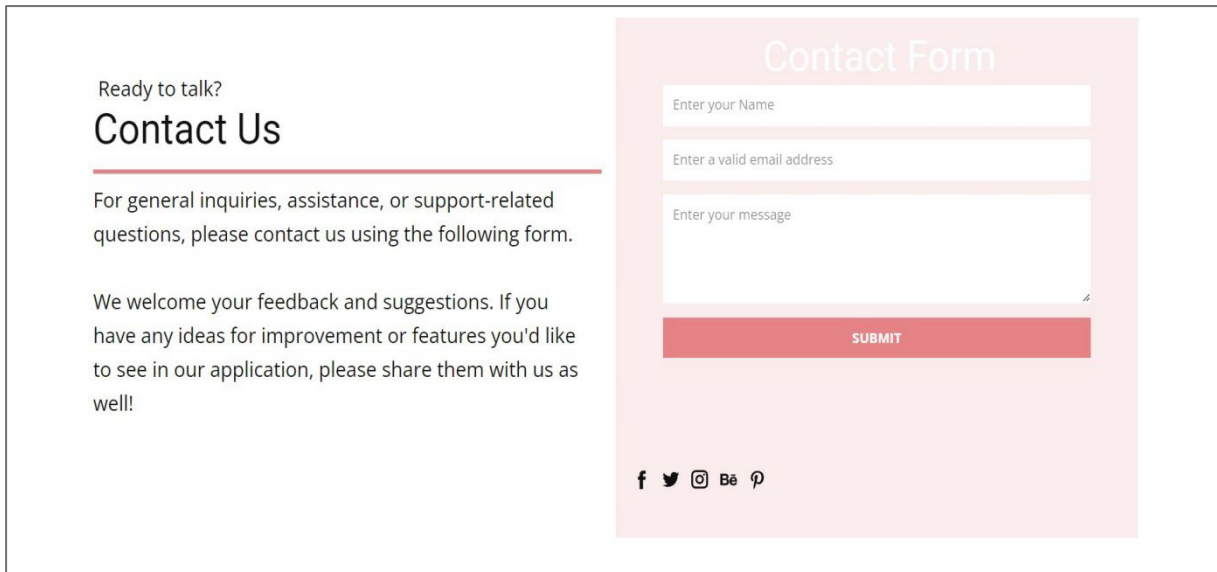 Ready to talk?
Contact Us
For general inquiries, assistance, or support-related
questions, please contact us using the following form.
We welcome your feedback and suggestions. If you
have any ideas for improvement or features you'd like
to see in our application, please share them with us as
well!
Contact Form
Enter your Name
Enter a valid email address
Enter your message
SUBMIT
Bē